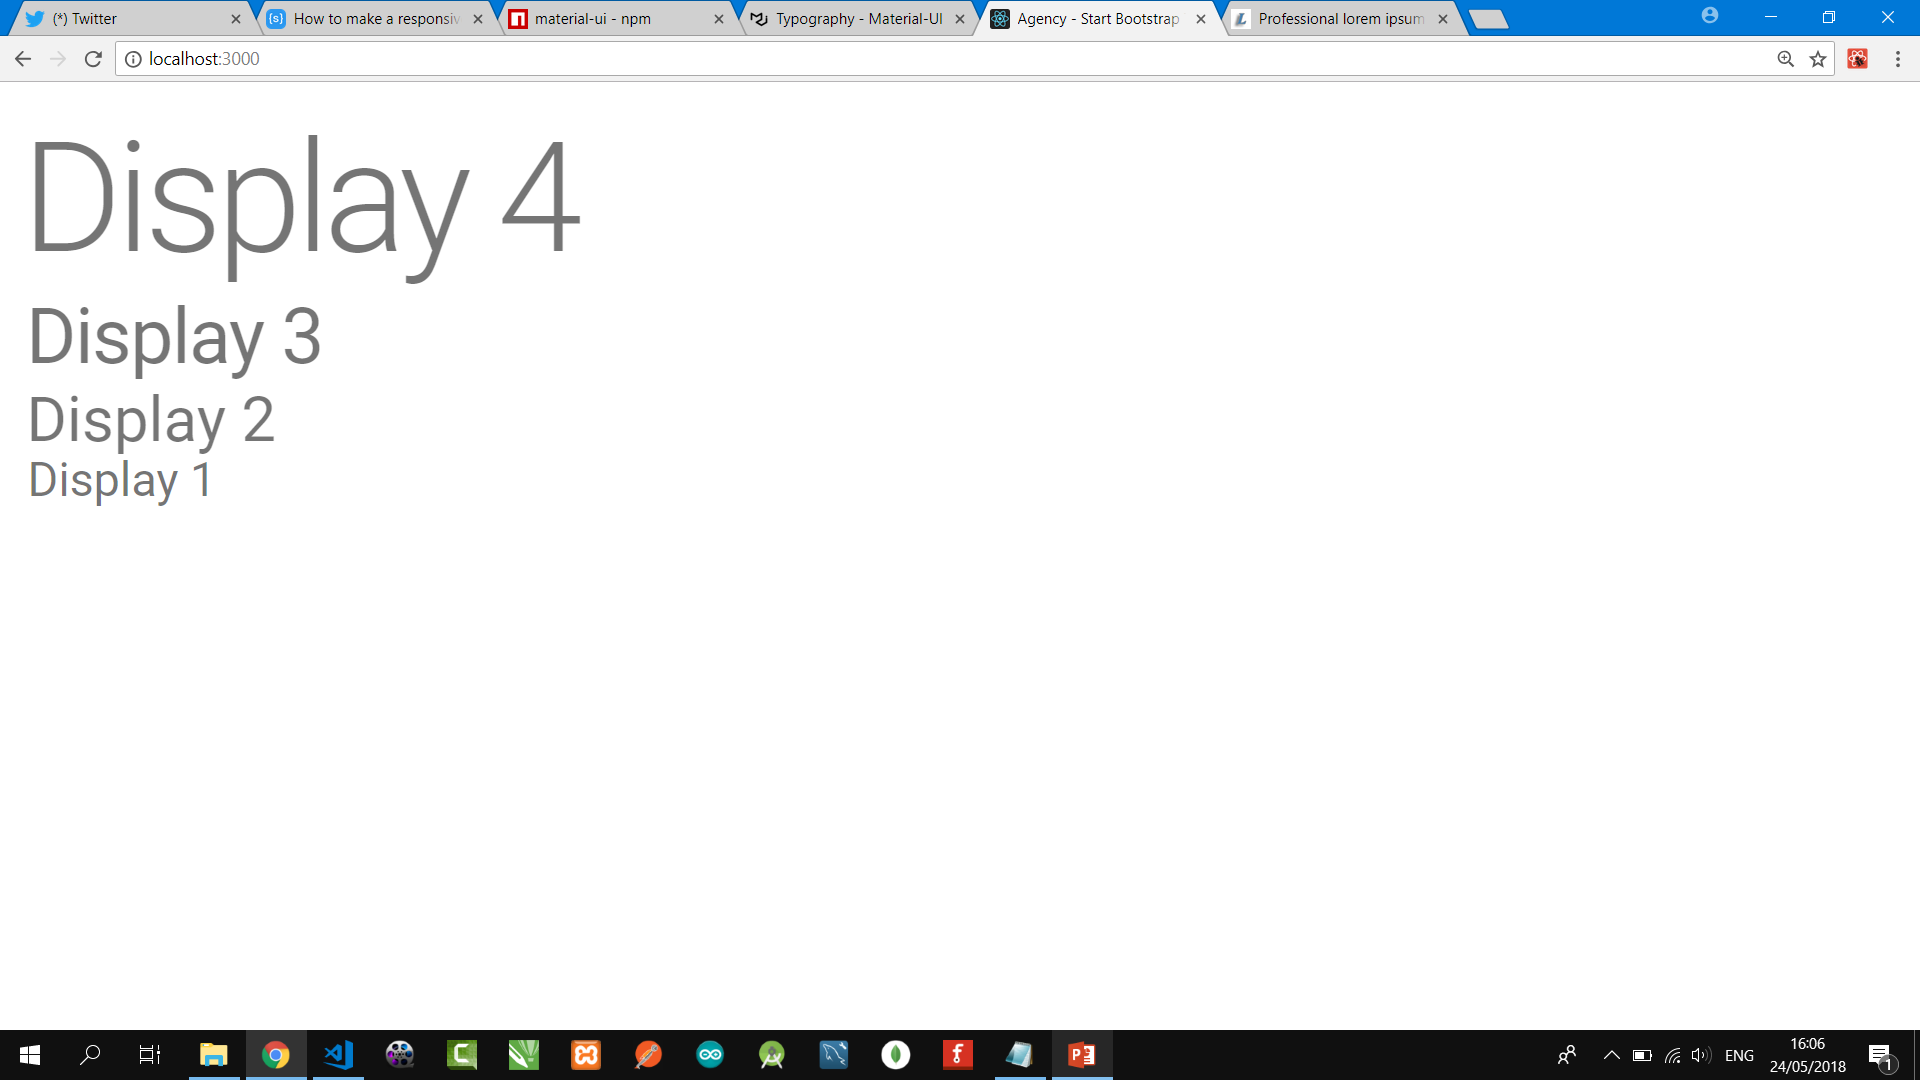 (*) Twitter
How to make a responsiv
material-ui - npm
Typography - Material-UI
Agency - Start Bootstrap
Professional lorem ipsum
localhost:3000
Display 4
Display 3
Display 2
Display 1
ENG
16:06
24/05/2018
1